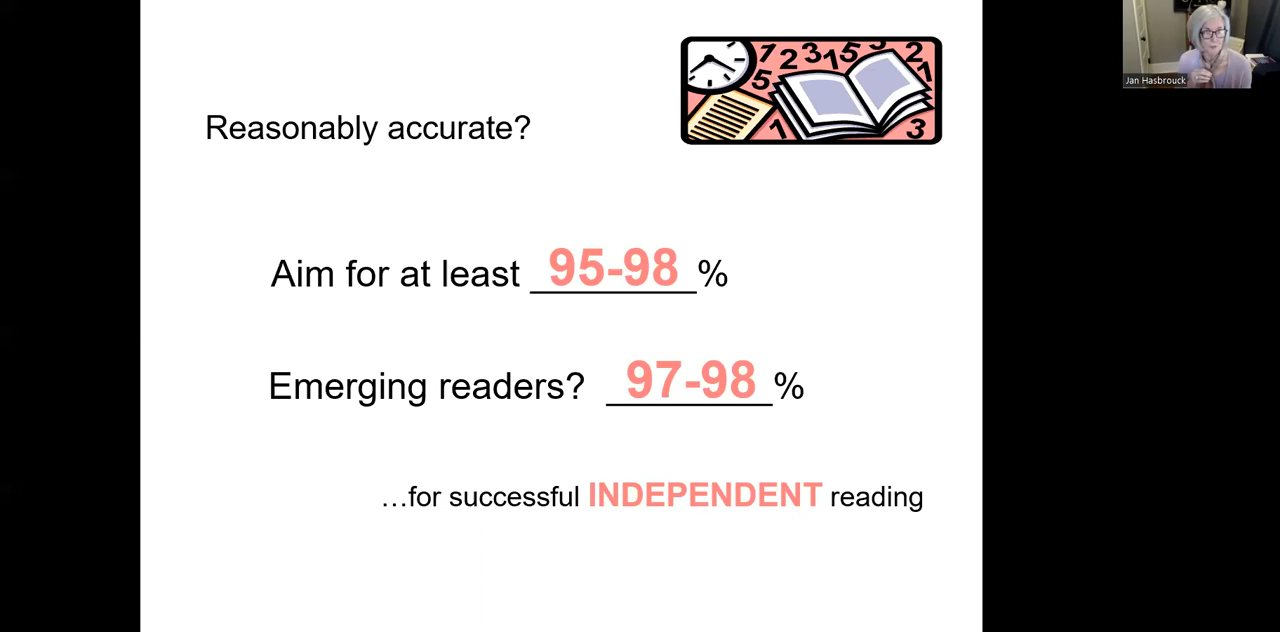 Reasonably accurate?
Aim for at least 95-98%
Emerging readers? 97-98%
…for successful INDEPENDENT reading
Jan Hasbrouck